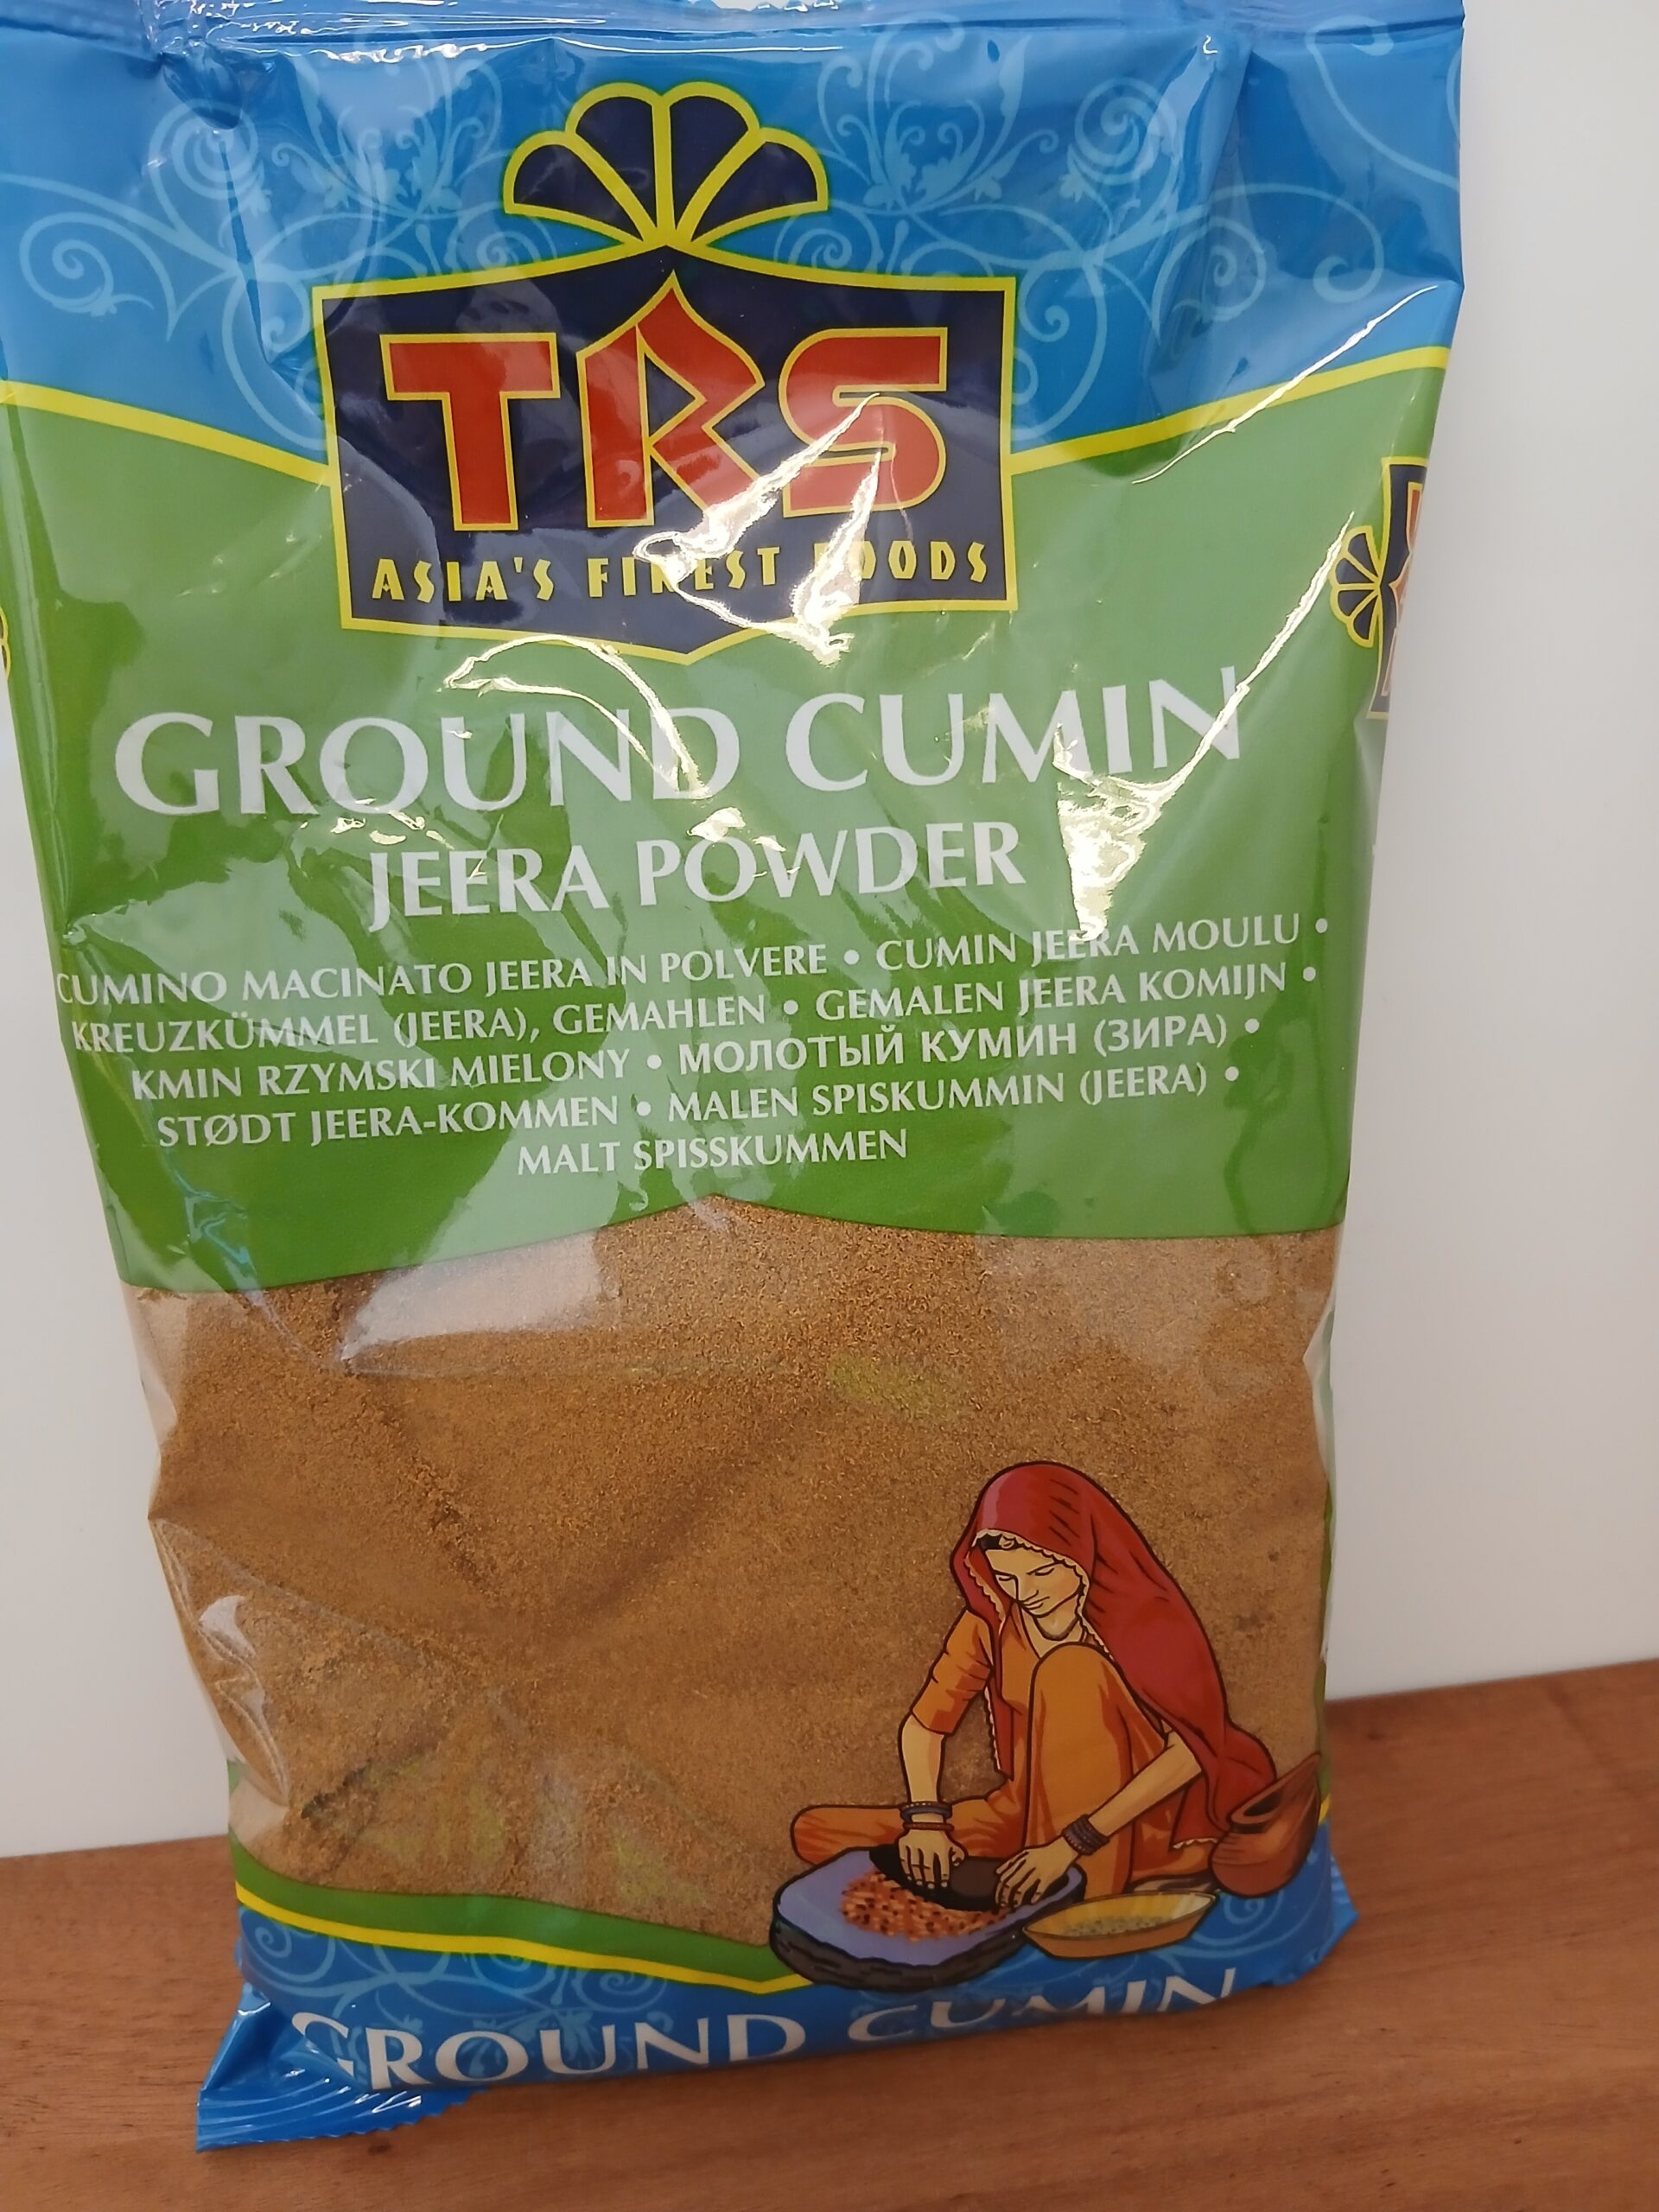 TRS
ASIA'S FINEST FOODS
GROUND CUMIN
JEERA POWDER
CUMINO MACINATO JEERA IN POLVERE • CUMIN JEERA MOULU •
KREUZKÜMMEL (JEERA), GEMAHLEN • GEMALEN JEERA KOMIJN •
KMIN RZYMSKI MIELONY • МОЛОТЫЙ КУМИН (ЗИРА) •
STØDT JEERA-KOMMEN • MALEN SPISKUMMIN (JEERA) •
MALT SPISSKUMMEN
GROUND CUMIN